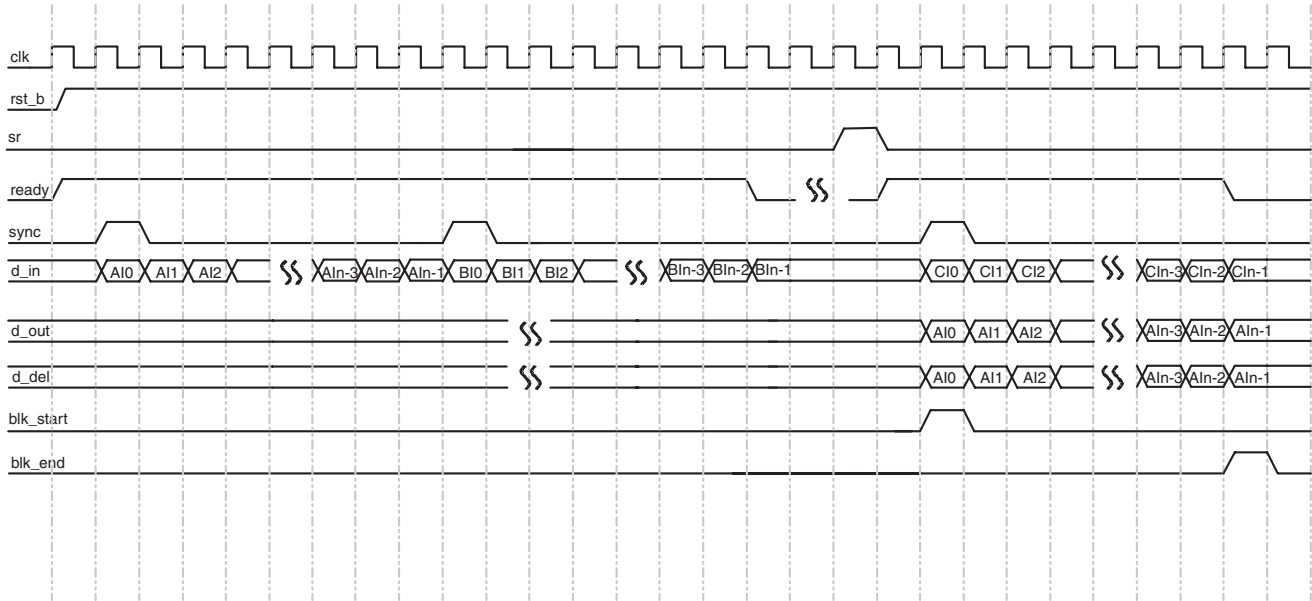 clk
rst_b
sr
ready
sync
d_in AI0 AI1 AI2 AIn-3 AIn-2 AIn-1 BI0 BI1 BI2 BIn-3 BIn-2 BIn-1 CI0 CI1 CI2 CIn-3 CIn-2 CIn-1
d_out AI0 AI1 AI2 AIn-3 AIn-2 AIn-1
d_del AI0 AI1 AI2 AIn-3 AIn-2 AIn-1
blk_start
blk_end